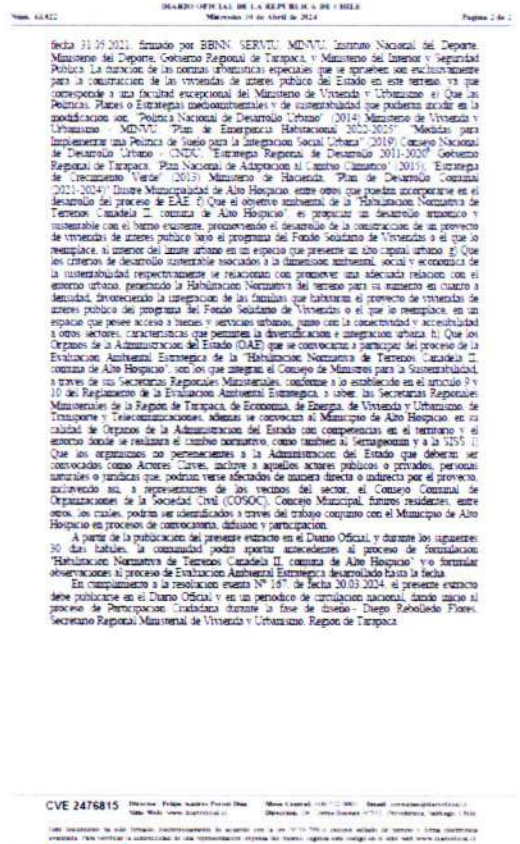 DIARIO OFICIAL DE LA REPUBLICA DE CHILE
Núm. 43.822 Miércoles 10 de Abril de 2024 Página 2 de 2
fecha 31.05.2021, firmado por BBNN, SERVIU, MINVU, Instituto Nacional del Deporte,
Ministerio del Deporte, Gobierno Regional de Tarapacá, y Ministerio del Interior y Seguridad
Pública. La duración de las normas urbanísticas especiales que se aprueben son exclusivamente
para la construcción de las viviendas de interés público del Estado en este terreno, ya que
corresponde a una facultad excepcional del Ministerio de Vivienda y Urbanismo. e) Que las
Políticas, Planes o Estrategias medioambientales y de sustentabilidad que pudieran incidir en la
modificación son: "Política Nacional de Desarrollo Urbano" (2014) Ministerio de Vivienda y
Urbanismo - MINVU, "Plan de Emergencia Habitacional 2022-2025", "Medidas para
Implementar una Política de Suelo para la Integración Social Urbana" (2019) Consejo Nacional
de Desarrollo Urbano - CNDU, "Estrategia Regional de Desarrollo 2011-2020" Gobierno
Regional de Tarapacá, "Plan Nacional de Adaptación al Cambio Climático" (2015), "Estrategia
de Crecimiento Verde" (2013) Ministerio de Hacienda, "Plan de Desarrollo Comunal
(2021-2024)" Ilustre Municipalidad de Alto Hospicio, entre otros que puedan incorporarse en el
desarrollo del proceso de EAE. f) Que el objetivo ambiental de la "Habilitación Normativa de
Terrenos Canadela II, comuna de Alto Hospicio", es propiciar un desarrollo armónico y
sustentable con el barrio existente, promoviendo el desarrollo de la construcción de un proyecto
de viviendas de interés público bajo el programa del Fondo Solidario de Viviendas o el que lo
reemplace, al interior del límite urbano en un espacio que presente un alto capital urbano. g) Que
los criterios de desarrollo sustentable asociados a la dimensión ambiental, social y económica de
la sustentabilidad respectivamente se relacionan con promover una adecuada relación con el
entorno urbano, generando la Habilitación Normativa del terreno para su aumento en cuanto a
densidad, favoreciendo la integración de las familias que habitarán el proyecto de viviendas de
interés público del programa del Fondo Solidario de Viviendas o el que lo reemplace, en un
espacio que posee acceso a bienes y servicios urbanos, junto con la conectividad y accesibilidad
a otros sectores, características que permiten la diversificación e integración urbana. h) Que los
Órganos de la Administración del Estado (OAE) que se convocarán a participar del proceso de la
Evaluación Ambiental Estratégica de la "Habilitación Normativa de Terrenos Canadela II,
comuna de Alto Hospicio", son los que integran el Consejo de Ministros para la Sustentabilidad,
a través de sus Secretarías Regionales Ministeriales, conforme a lo establecido en el artículo 9 y
10 del Reglamento de la Evaluación Ambiental Estratégica, a saber, las Secretarías Regionales
Ministeriales de la Región de Tarapacá, de Economía, de Energía, de Vivienda y Urbanismo, de
Transporte y Telecomunicaciones, además se convocará al Municipio de Alto Hospicio, en su
calidad de Órganos de la Administración del Estado con competencias en el territorio y el
entorno donde se realizará el cambio normativo, como también al Sernageomin y a la SISS. i)
Que los organismos no pertenecientes a la Administración del Estado que deberán ser
convocados como Actores Claves, incluye a aquellos actores públicos o privados, personas
naturales o jurídicas que, podrían verse afectados de manera directa o indirecta por el proyecto,
incluyendo así, a representantes de los vecinos del sector, el Consejo Comunal de
Organizaciones de la Sociedad Civil (COSOC), Concejo Municipal, futuros residentes, entre
otros, los cuales, podrán ser identificados a través del trabajo conjunto con el Municipio de Alto
Hospicio en procesos de convocatoria, difusión y participación.
A partir de la publicación del presente extracto en el Diario Oficial, y durante los siguientes
30 días hábiles, la comunidad podrá aportar antecedentes al proceso de formulación
"Habilitación Normativa de Terrenos Canadela II, comuna de Alto Hospicio" y/o formular
observaciones al proceso de Evaluación Ambiental Estratégica desarrollado hasta la fecha.
En cumplimiento a la resolución exenta N° 167, de fecha 20.03.2024, el presente extracto
debe publicarse en el Diario Oficial y en un periódico de circulación nacional, dando inicio al
proceso de Participación Ciudadana durante la fase de diseño.- Diego Rebolledo Flores,
Secretario Regional Ministerial de Vivienda y Urbanismo, Región de Tarapacá.
CVE 2476815
Director: Felipe Andrés Peroti Díaz
Sitio Web: www.diarioficial.cl
Mesa Central: Email:
Dirección: Dr. Torres Boonen Providencia, Santiago, Chile